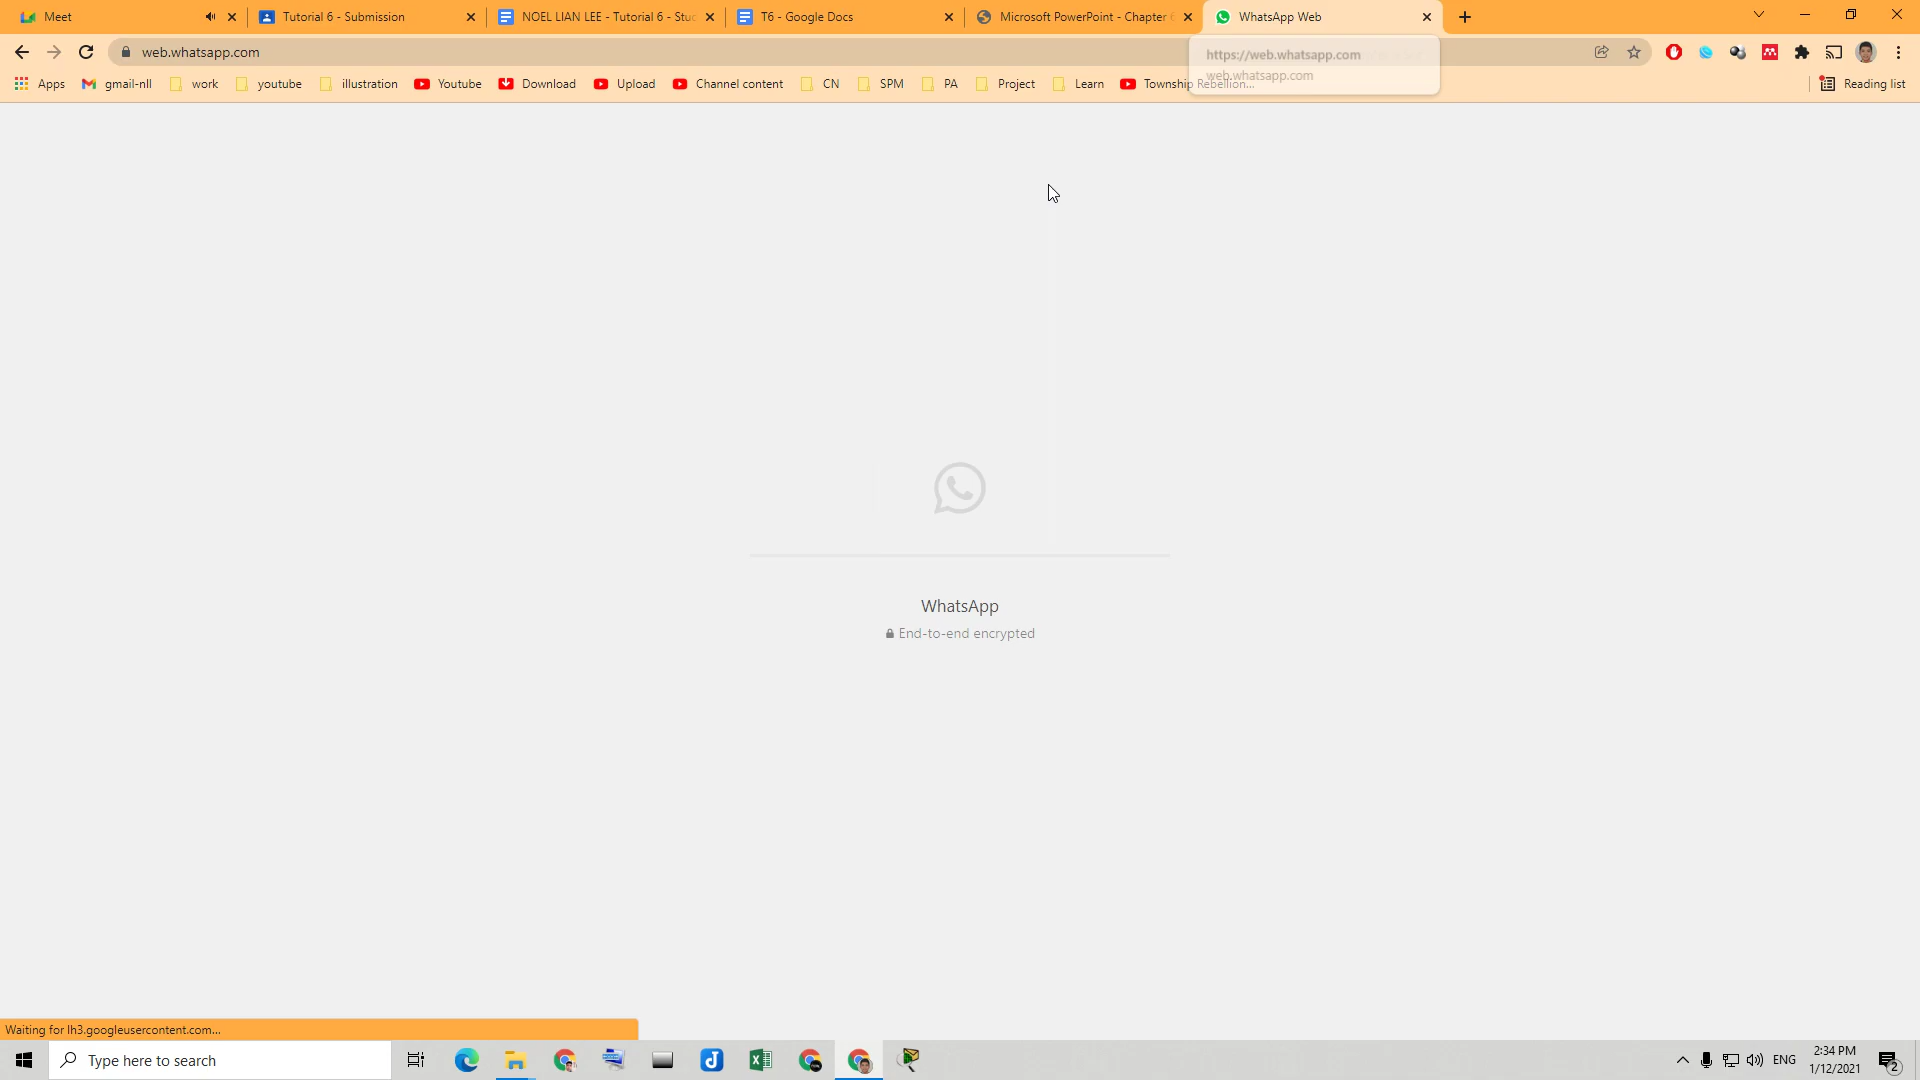 Meet
Tutorial 6 - Submission
NOEL LIAN LEE - Tutorial 6 - Stu
T6 - Google Docs
Microsoft PowerPoint - Chapter
WhatsApp Web
web.whatsapp.com
https://web.whatsapp.com
web.whatsapp.com
Apps
gmail-nll
work
youtube
illustration
Youtube
Download
Upload
Channel content
CN
SPM
PA
Project
Learn
Township Rebellion...
Reading list
WhatsApp
End-to-end encrypted
Waiting for lh3.googleusercontent.com...
Type here to search
ENG
2:34 PM
1/12/2021
2